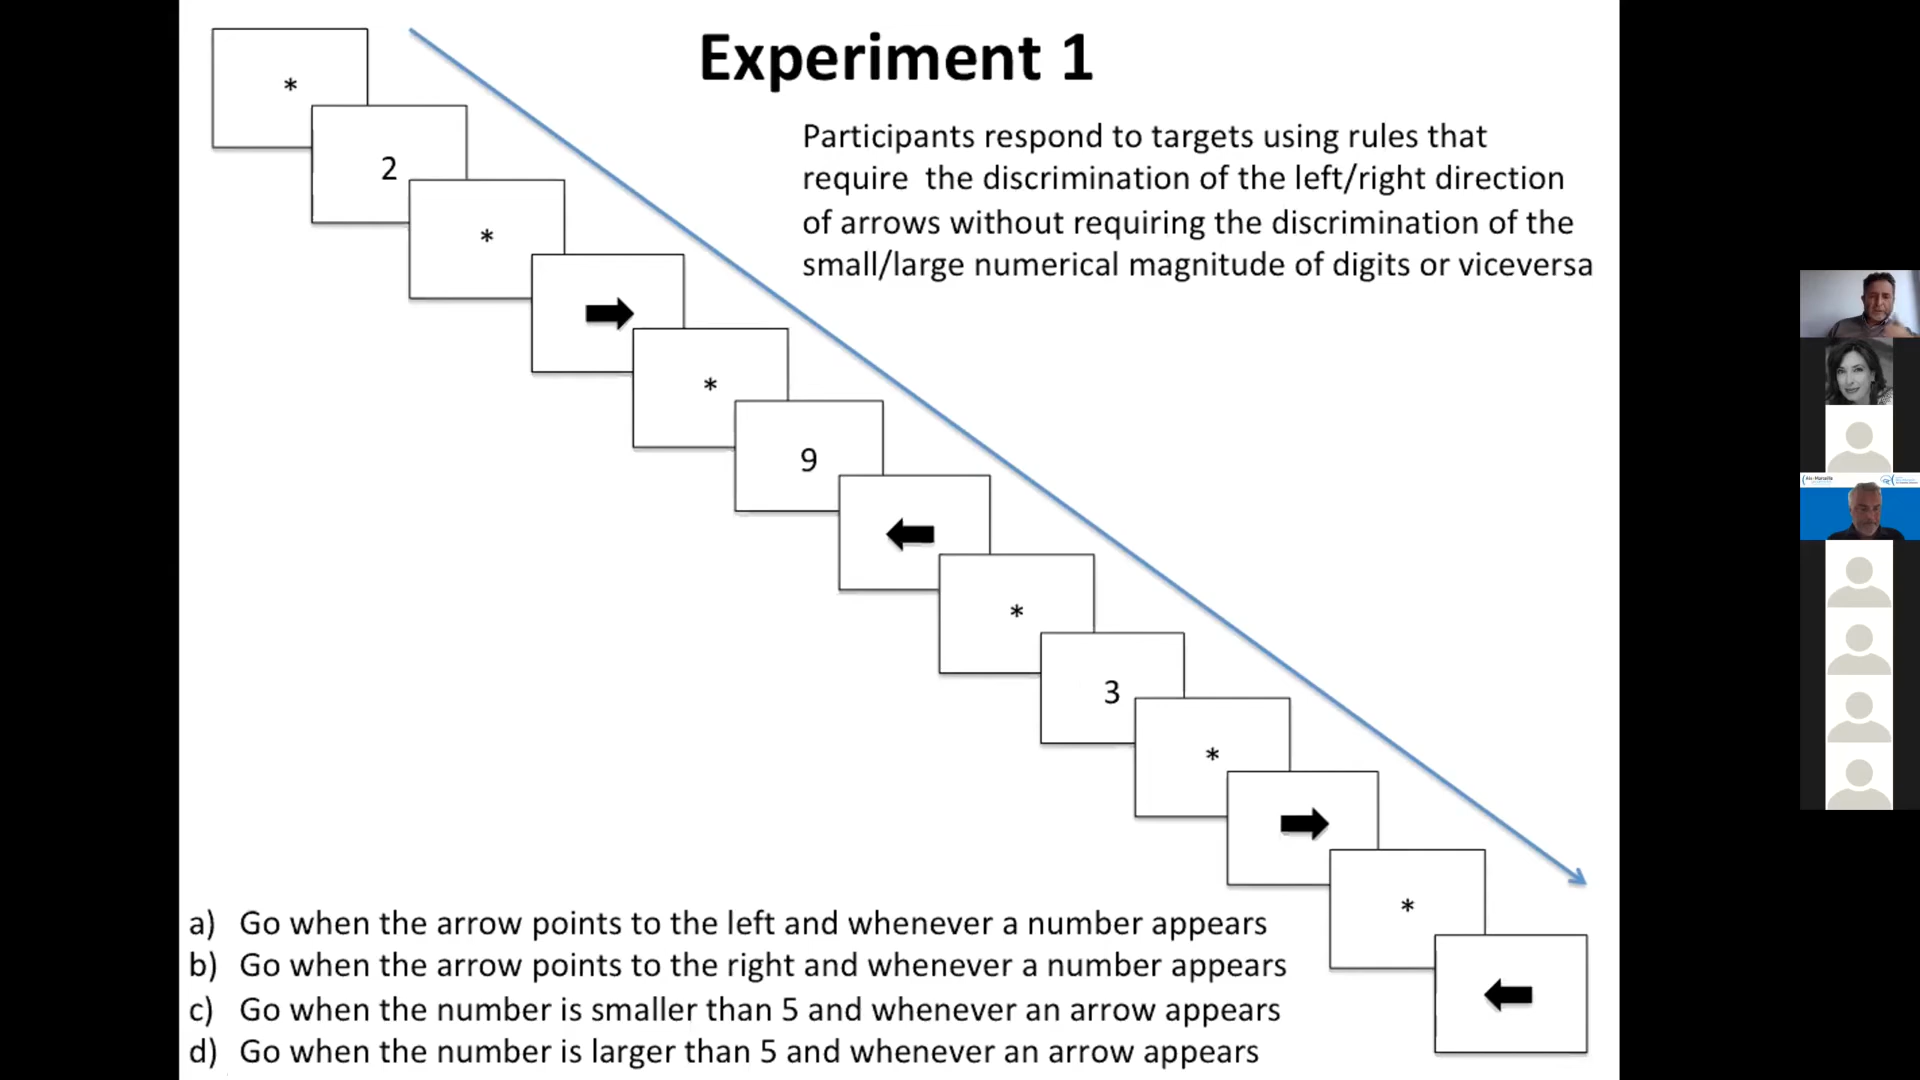 Experiment 1
Participants respond to targets using rules that
require the discrimination of the left/right direction
of arrows without requiring the discrimination of the
small/large numerical magnitude of digits or viceversa
*
2
*
*
9
*
3
*
*
a) Go when the arrow points to the left and whenever a number appears
b) Go when the arrow points to the right and whenever a number appears
c) Go when the number is smaller than 5 and whenever an arrow appears
d) Go when the number is larger than 5 and whenever an arrow appears